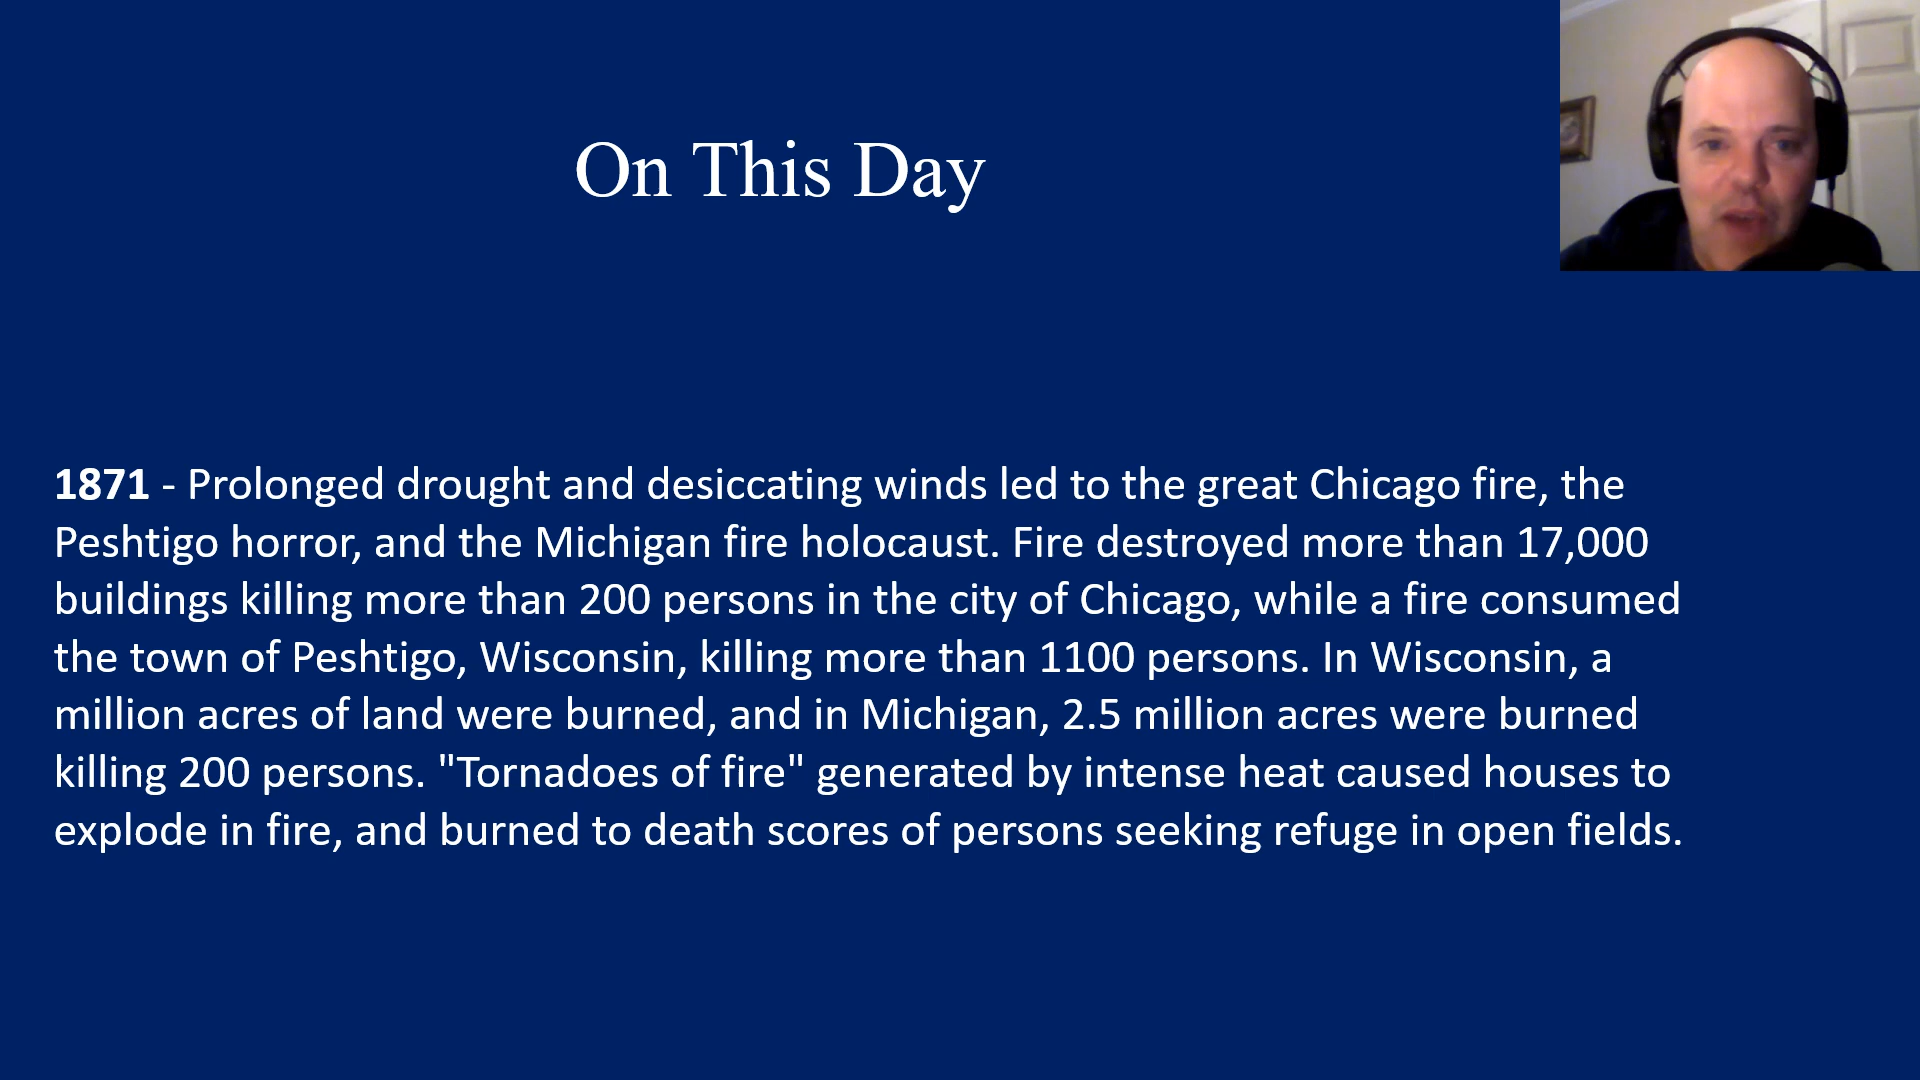 On This Day
1871 - Prolonged drought and desiccating winds led to the great Chicago fire, the
Peshtigo horror, and the Michigan fire holocaust. Fire destroyed more than 17,000
buildings killing more than 200 persons in the city of Chicago, while a fire consumed
the town of Peshtigo, Wisconsin, killing more than 1100 persons. In Wisconsin, a
million acres of land were burned, and in Michigan, 2.5 million acres were burned
killing 200 persons. "Tornadoes of fire" generated by intense heat caused houses to
explode in fire, and burned to death scores of persons seeking refuge in open fields.